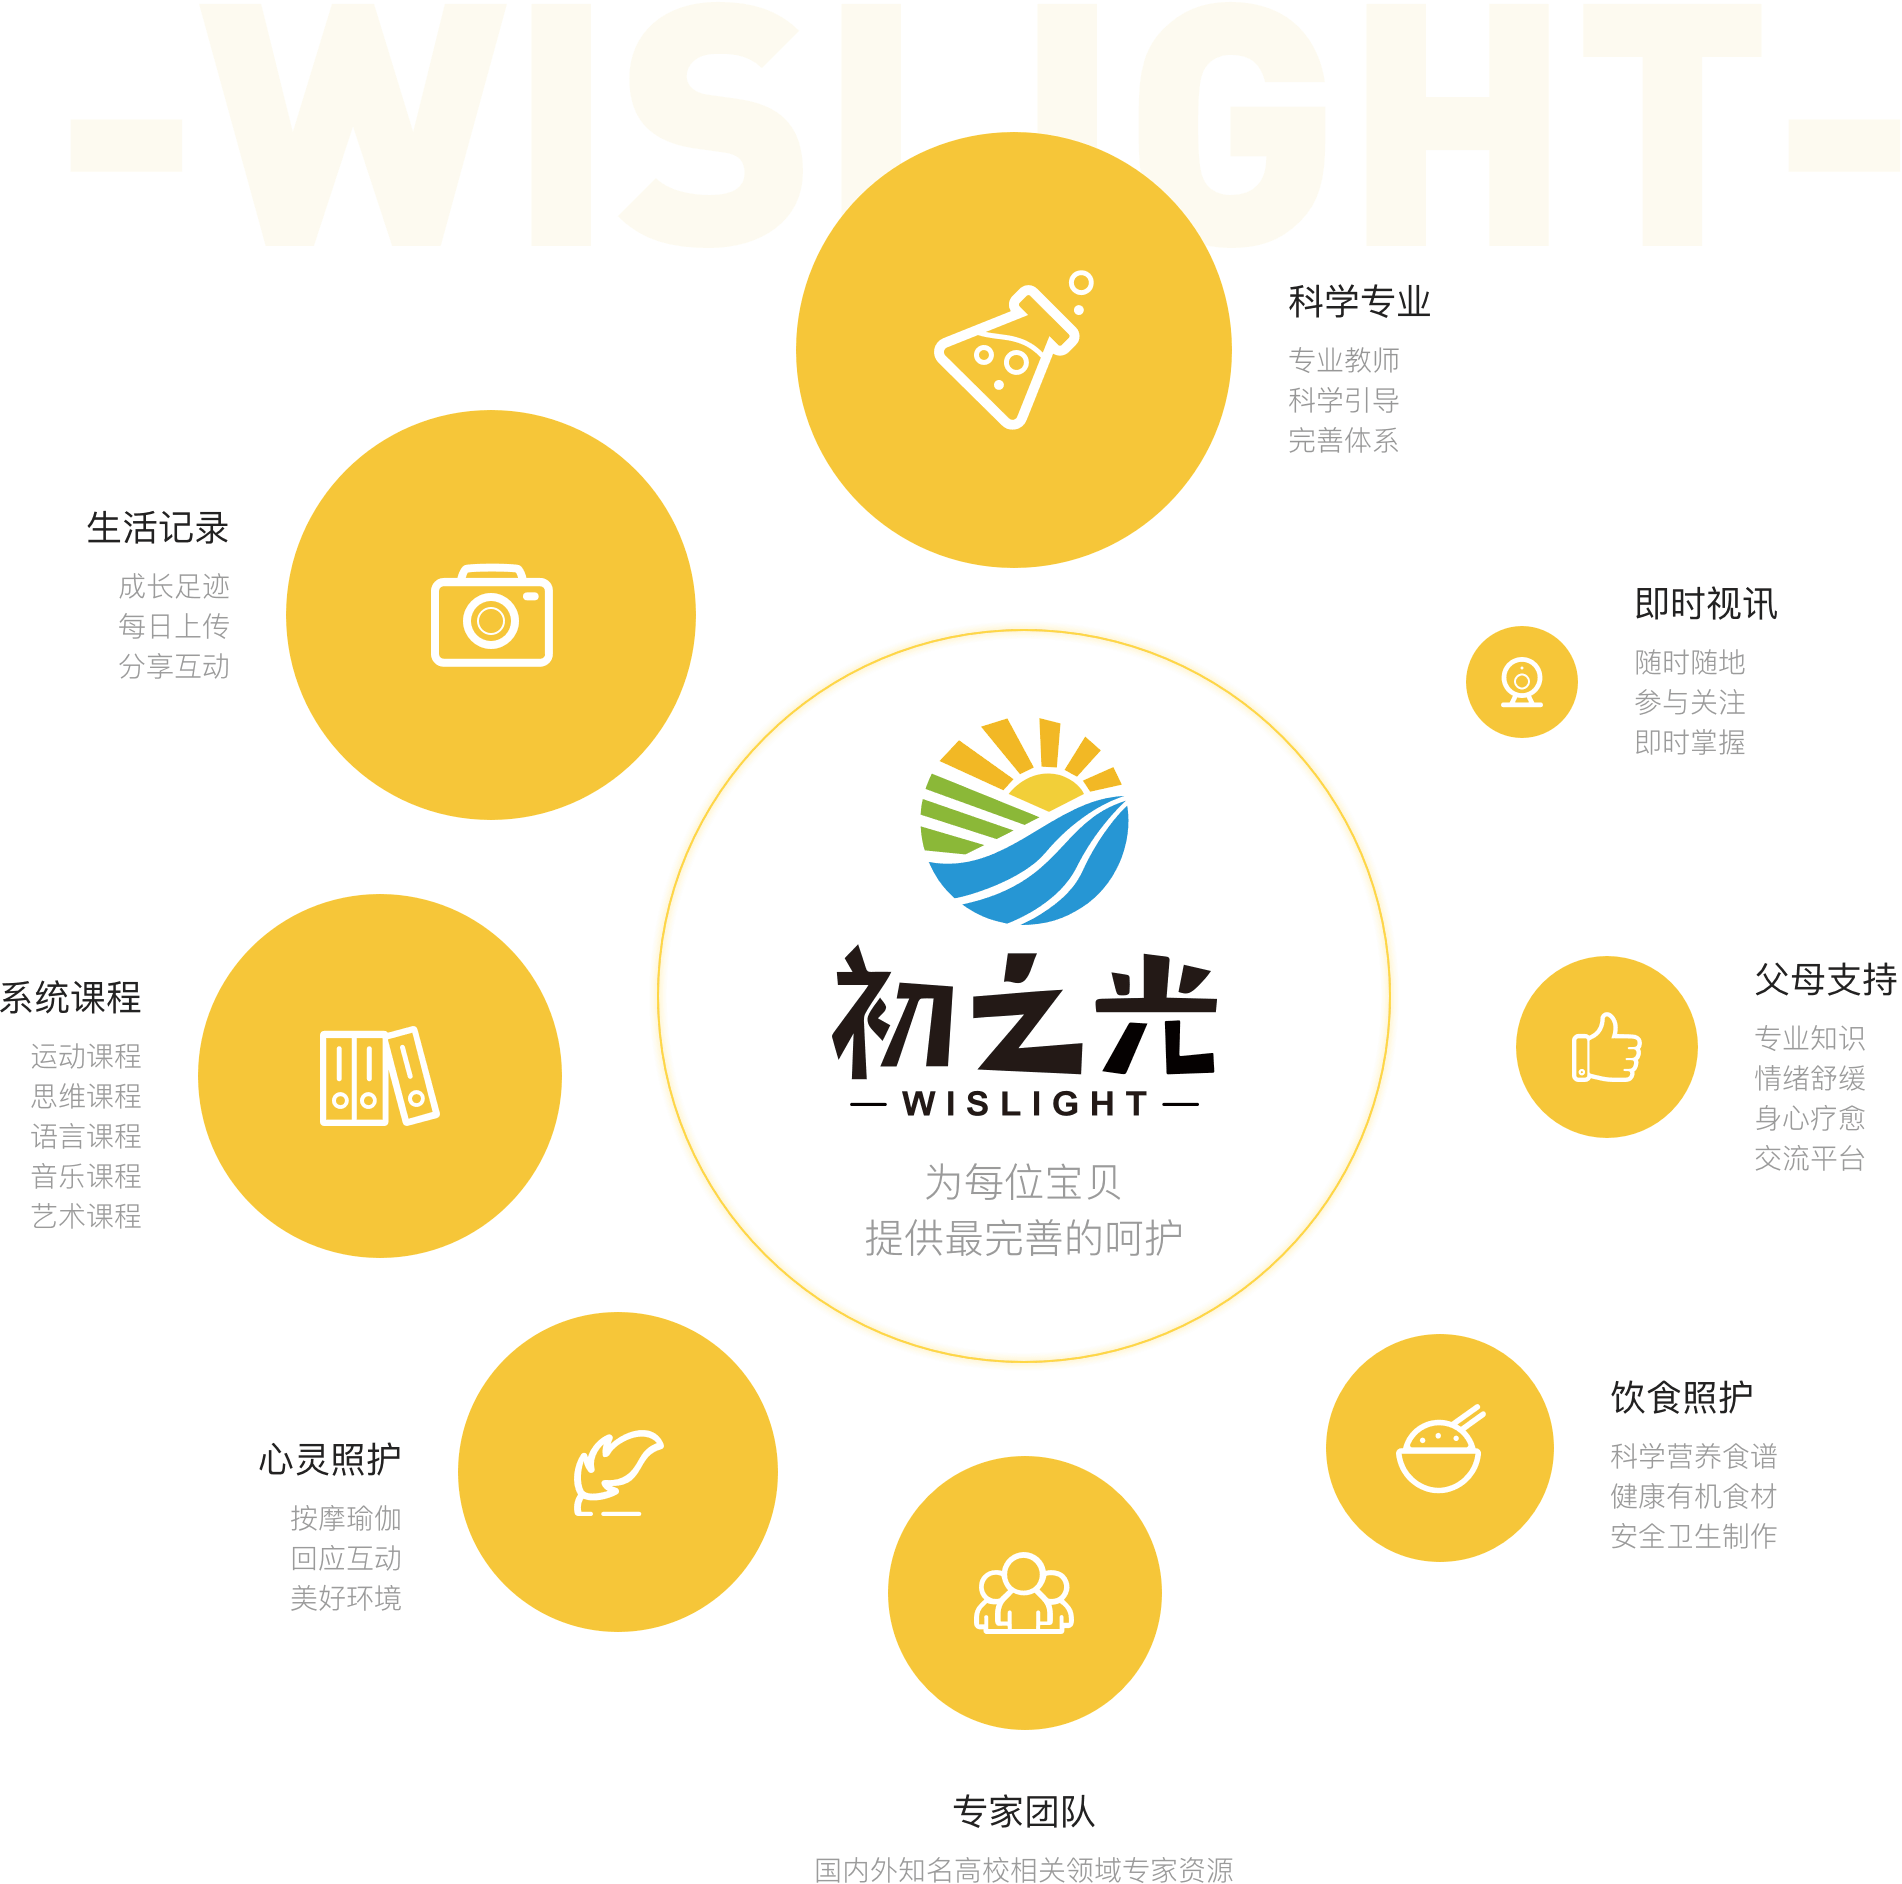 -WISLIGHT-
科学专业
专业教师
科学引导
完善体系
生活记录
成长足迹
每日上传
分享互动
即时视讯
随时随地
参与关注
即时掌握
初之光
WISLIGHT
为每位宝贝
提供最完善的呵护
系统课程
运动课程
思维课程
语言课程
音乐课程
艺术课程
父母支持
专业知识
情绪舒缓
身心疗愈
交流平台
心灵照护
按摩瑜伽
回应互动
美好环境
饮食照护
科学营养食谱
健康有机食材
安全卫生制作
专家团队
国内外知名高校相关领域专家资源